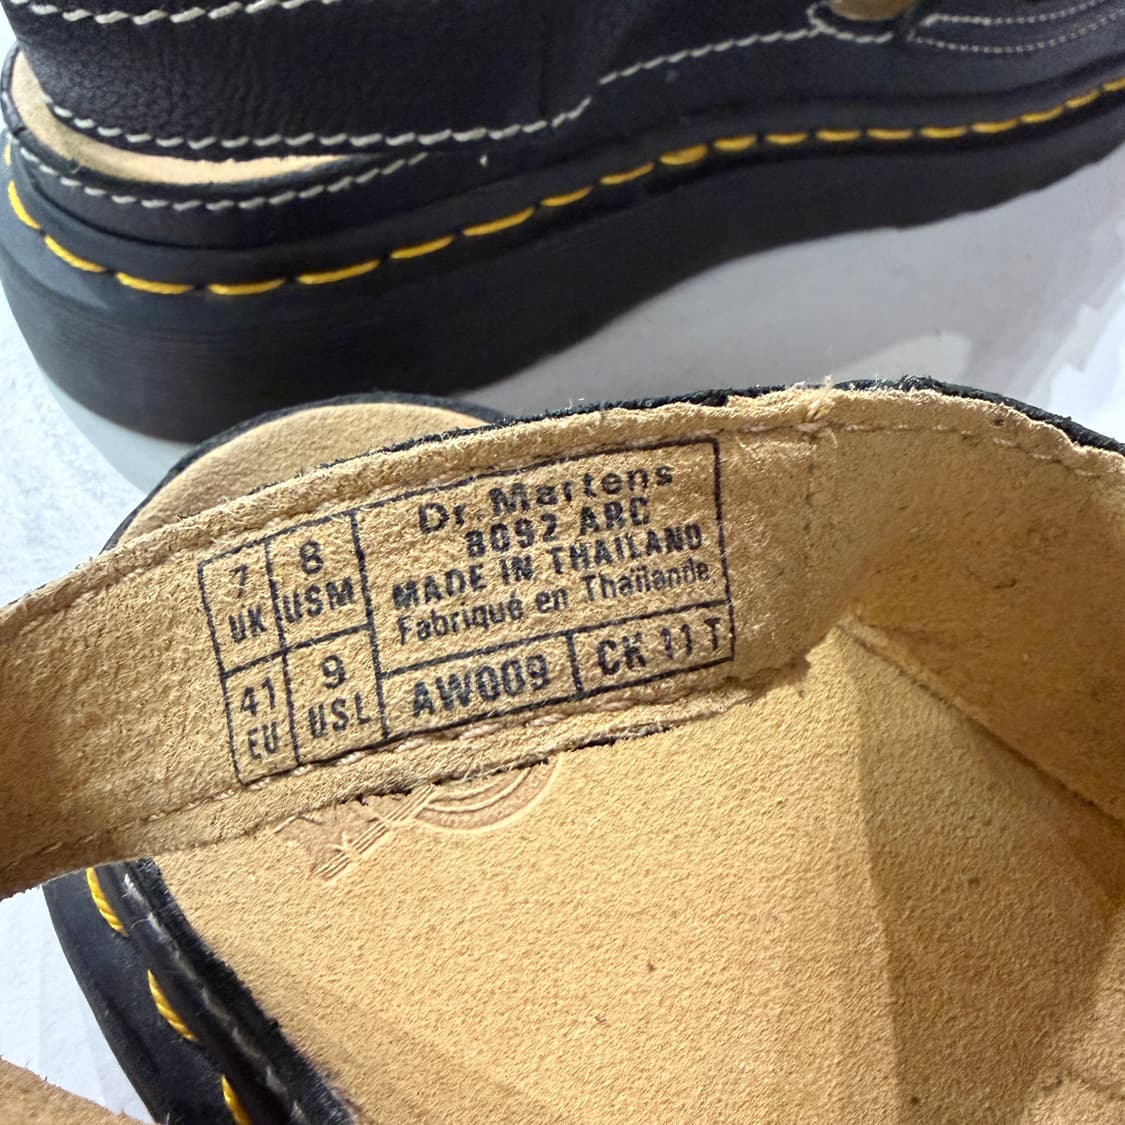 7
UK
8
USM
41
EU
9
USL
Dr. Martens
8092 ARC
MADE IN THAILAND
Fabriqué en Thaïlande
AW009
CK 11 T